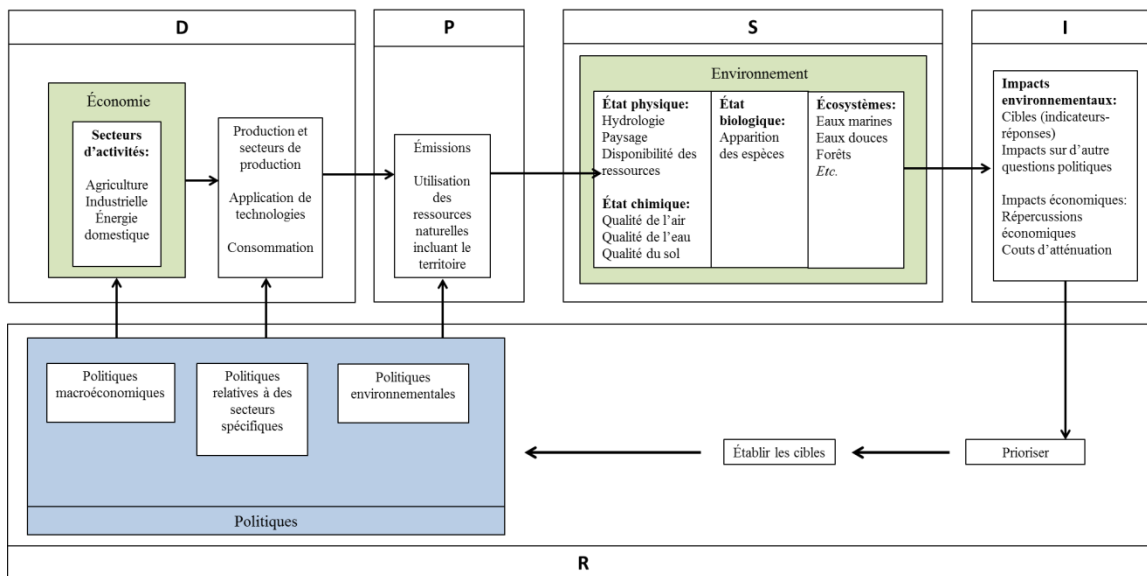 D
Économie
Secteurs
d’activités:
Agriculture
Industrielle
Énergie
domestique
Production et
secteurs de
production
Application de
technologies
Consommation
P
Émissions
Utilisation
des
ressources
naturelles
incluant le
territoire
S
Environnement
État physique:
Hydrologie
Paysage
Disponibilité des
ressources
État chimique:
Qualité de l’air
Qualité de l’eau
Qualité du sol
État
biologique:
Apparition
des espèces
Écosystèmes:
Eaux marines
Eaux douces
Forêts
Etc.
I
Impacts
environnementaux:
Cibles (indicateurs-
réponses)
Impacts sur d’autre
questions politiques
Impacts économiques:
Répercussions
économiques
Couts d’atténuation
Politiques
macroéconomiques
Politiques
relatives à des
secteurs
spécifiques
Politiques
environnementales
Établir les cibles
Prioriser
Politiques
R